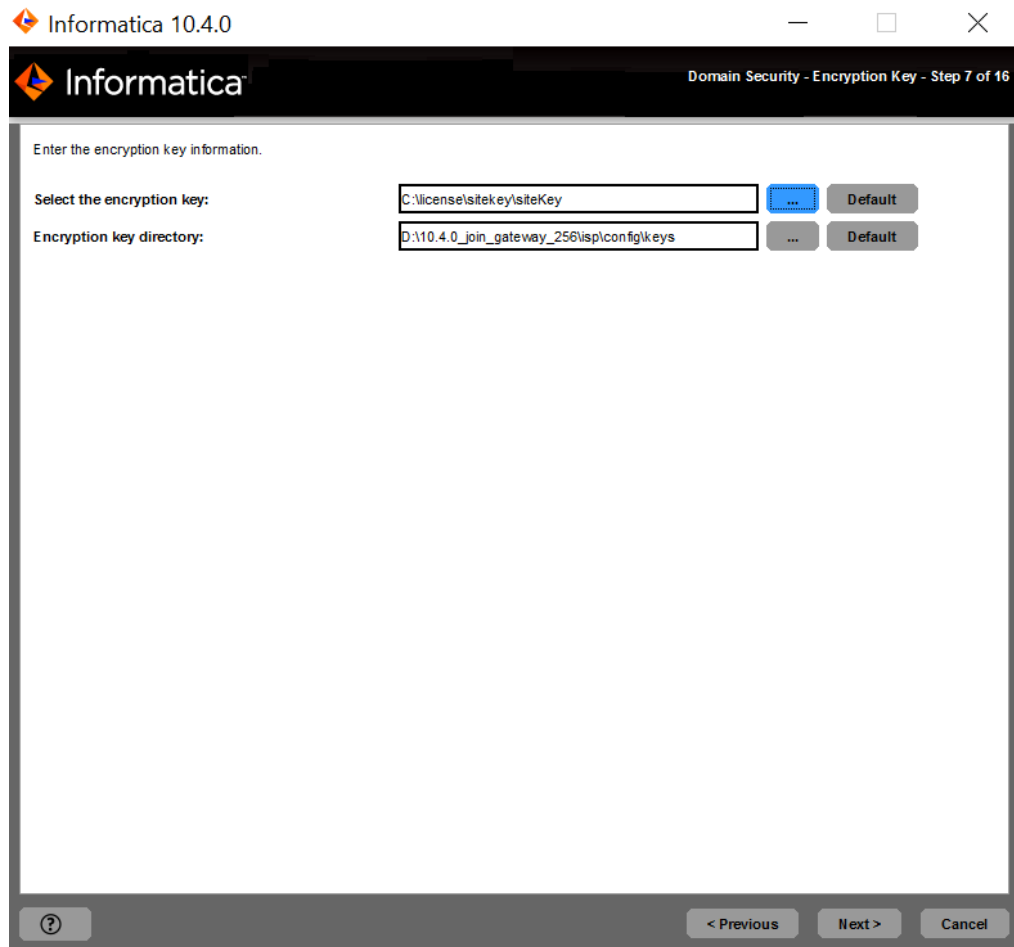 Informatica 10.4.0
Informatica
Domain Security - Encryption Key - Step 7 of 16
Enter the encryption key information.
Select the encryption key: C:\license\sitekey\siteKey ... Default
Encryption key directory: D:\10.4.0_join_gateway_256\isp\config\keys ... Default
? < Previous Next > Cancel